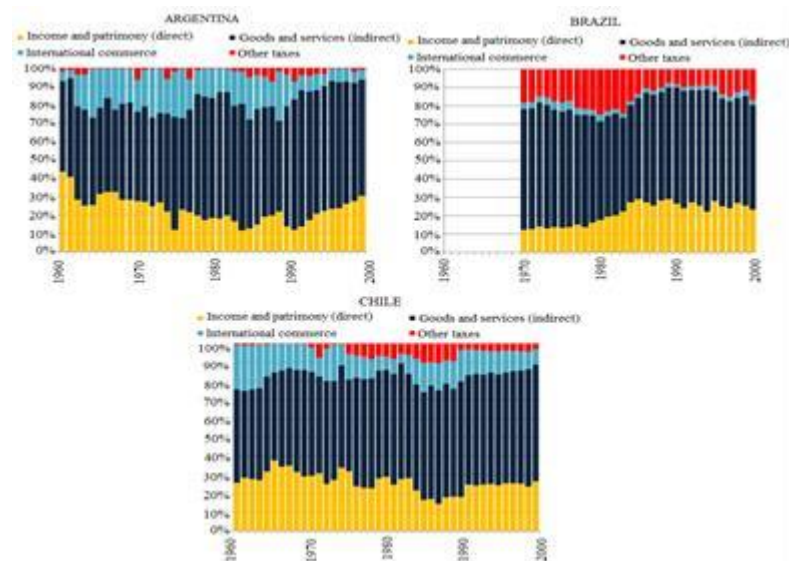 ARGENTINA
Income and patrimony (direct) Goods and services (indirect)
International commerce Other taxes
100%
90%
80%
70%
60%
50%
40%
30%
20%
10%
0%
1960 1970 1980 1990 2000
BRAZIL
Income and patrimony (direct) Goods and services (indirect)
International commerce Other taxes
100%
90%
80%
70%
60%
50%
40%
30%
20%
10%
0%
1960 1970 1980 1990 2000
CHILE
Income and patrimony (direct) Goods and services (indirect)
International commerce Other taxes
100%
90%
80%
70%
60%
50%
40%
30%
20%
10%
0%
1960 1970 1980 1990 2000